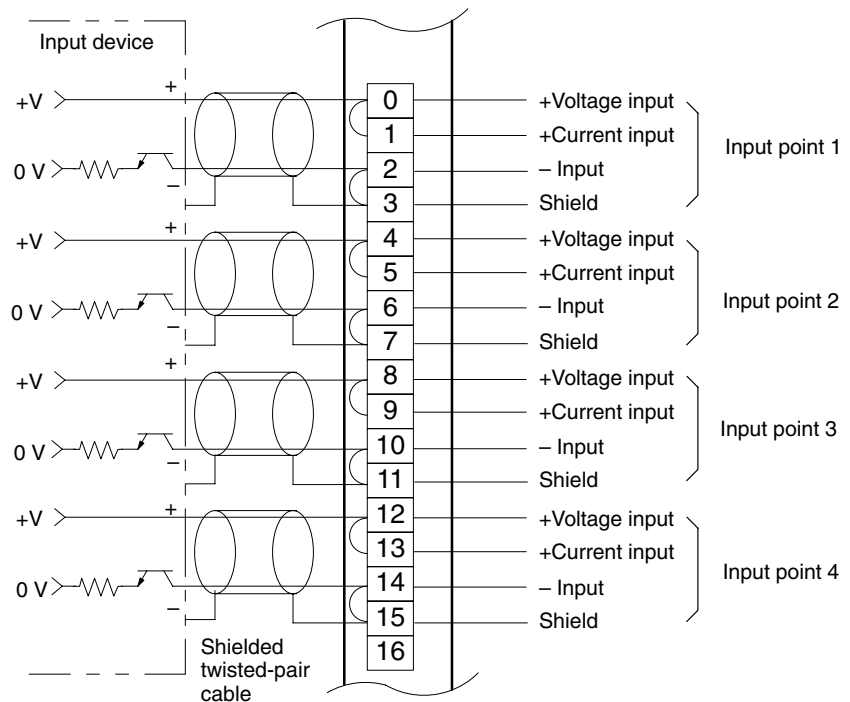 Input device
+V
+
0 V
–
0
1
2
3
+Voltage input
+Current input
– Input
Shield
Input point 1
+V
+
0 V
–
4
5
6
7
+Voltage input
+Current input
– Input
Shield
Input point 2
+V
+
0 V
–
8
9
10
11
+Voltage input
+Current input
– Input
Shield
Input point 3
+V
+
0 V
–
12
13
14
15
16
+Voltage input
+Current input
– Input
Shield
Input point 4
Shielded
twisted-pair
cable